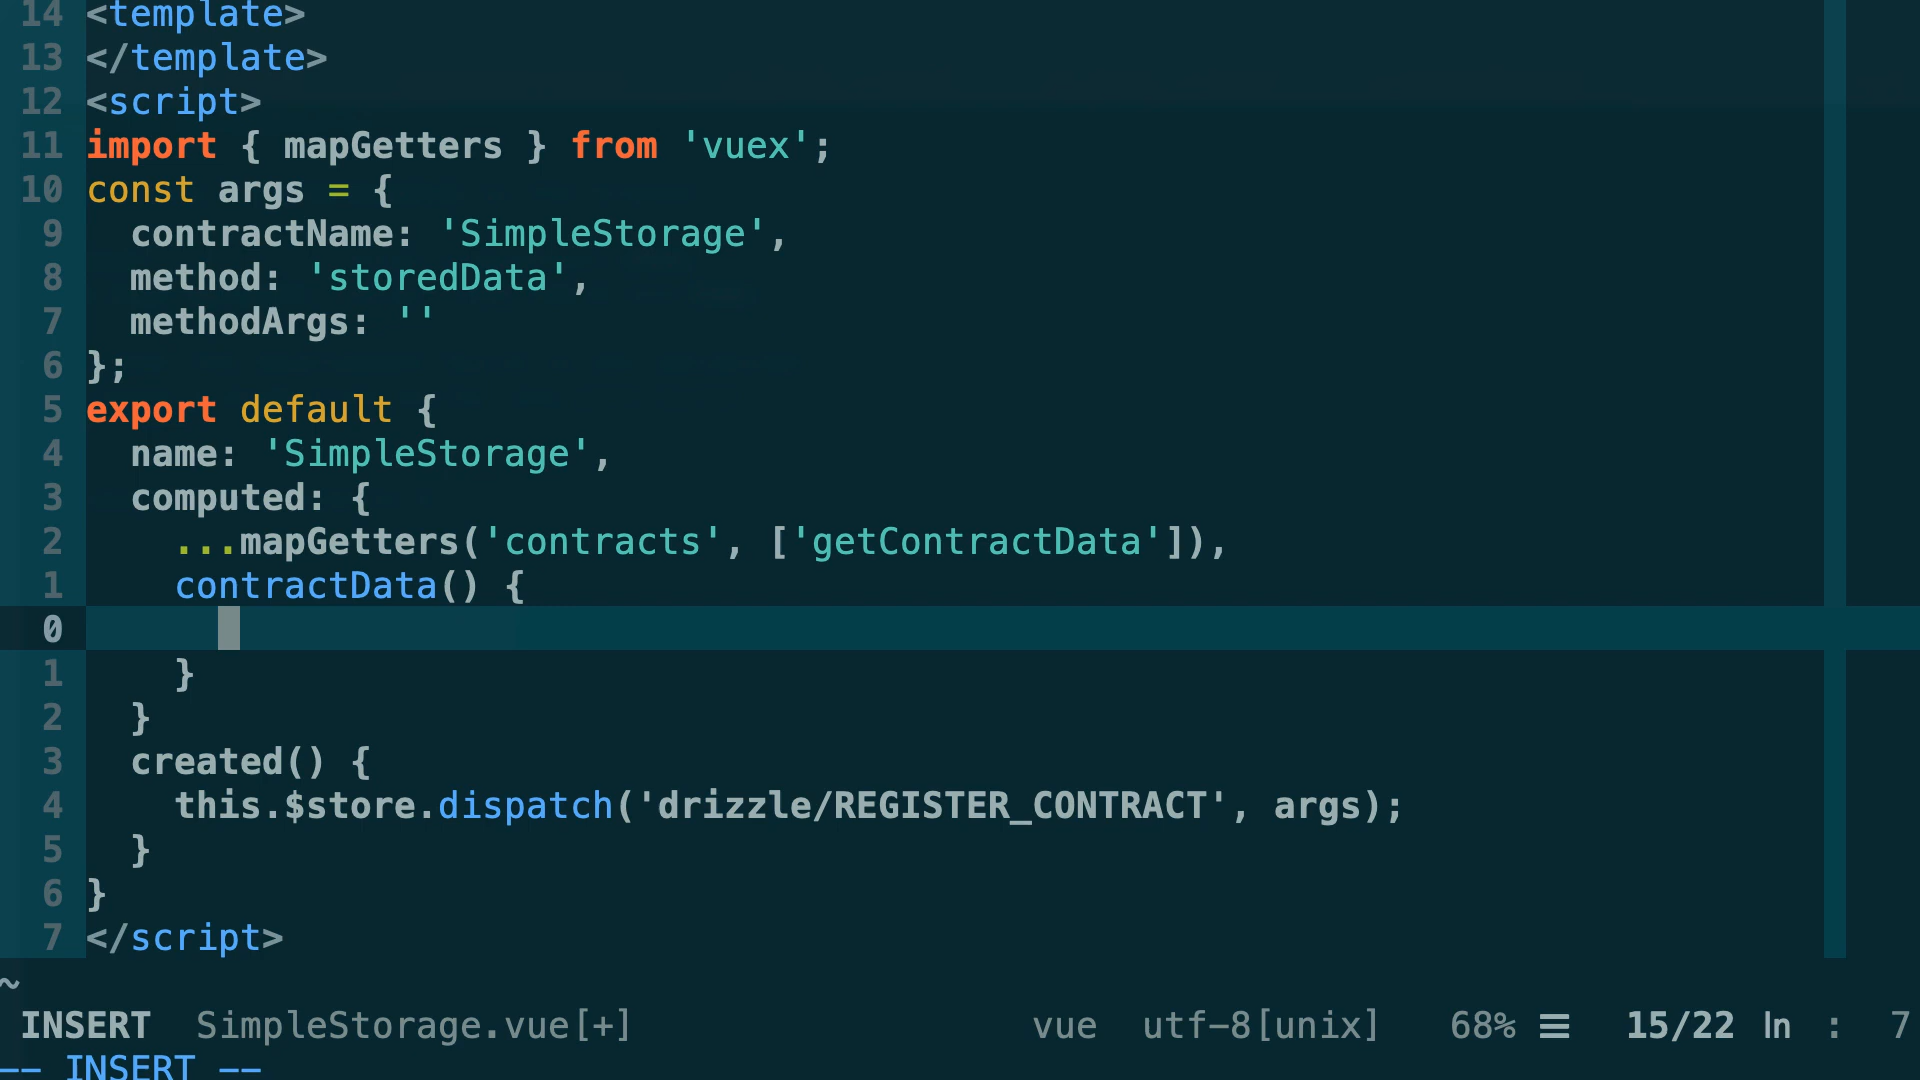 14 <template>
13 </template>
12 <script>
11 import { mapGetters } from 'vuex';
10 const args = {
9   contractName: 'SimpleStorage',
8   method: 'storedData',
7   methodArgs: ''
6 };
5 export default {
4   name: 'SimpleStorage',
3   computed: {
2     ...mapGetters('contracts', ['getContractData']),
1     contractData() {
0
1     }
2   }
3   created() {
4     this.$store.dispatch('drizzle/REGISTER_CONTRACT', args);
5   }
6 }
7 </script>
~
INSERT SimpleStorage.vue[+] vue utf-8[unix] 68% ☰ 15/22 ln : 7
-- INSERT --